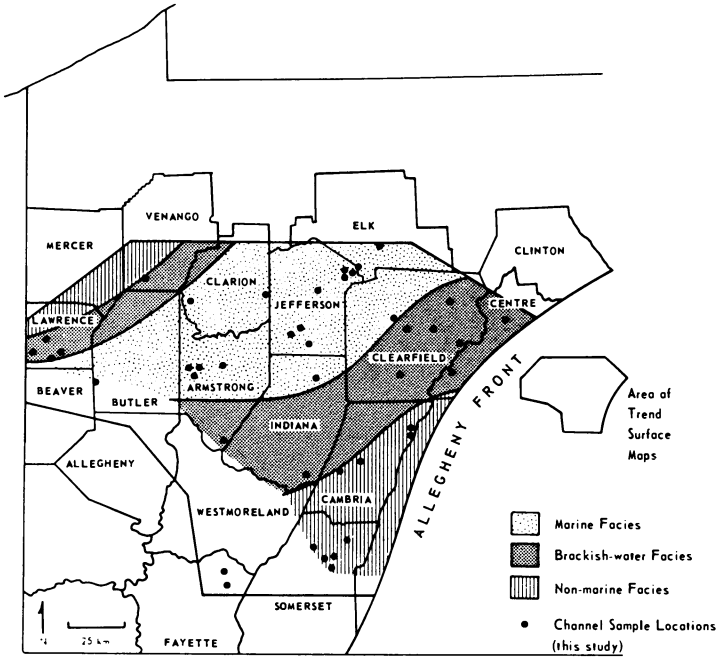 VENANGO
ELK
MERCER
CLINTON
CLARION
JEFFERSON
CENTRE
LAWRENCE
CLEARFIELD
BEAVER
BUTLER
ARMSTRONG
INDIANA
ALLEGHENY
WESTMORELAND
CAMBRIA
SOMERSET
FAYETTE
ALLEGHENY FRONT
Area of
Trend
Surface
Maps
Marine Facies
Brackish-water Facies
Non-marine Facies
Channel Sample Locations
(this study)
N
25 km